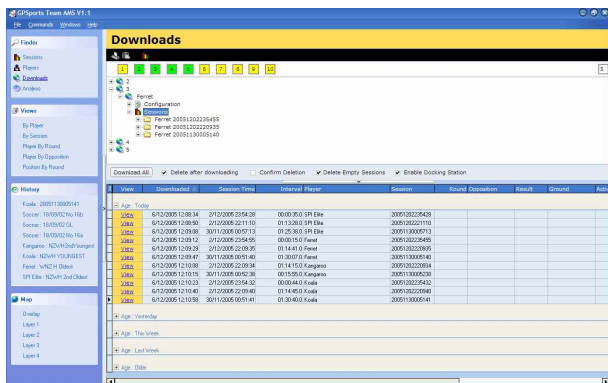 GPSports Team AMS V1.1
File Commands Windows Help
Finder
Sessions
Players
Downloads
Analysis
Views
By Player
By Session
Player By Round
Player By Opposition
Position By Round
History
Koala : 20051130005141
Soccer : 18/09/02 No 16b
Soccer : 18/09/02 GL
Soccer : 18/09/02 No 16a
Kangaroo : NZWH2ndYoungest
Koala : NZWH YOUNGEST
Ferret : WNZ H Oldest
SPI Elite : NZWH 2nd Oldest
Map
Overlay
Layer 1
Layer 2
Layer 3
Layer 4
Downloads
1 2 3 4 5 6 7 8 9 10
S
2
3
Ferret
Configuration
Sessions
Ferret 20051202235455
Ferret 20051202220935
Ferret 20051130005140
4
5
Download All Delete after downloading Confirm Deletion Delete Empty Sessions Enable Docking Station
View Downloaded Session Time Interval Player Session Round Opposition Result Ground Activ
Age : Today
View 6/12/2005 12:08:34 2/12/2005 23:54:28 00:00:35.0 SPI Elite 20051202235428
View 6/12/2005 12:08:50 2/12/2005 22:11:10 01:13:28.0 SPI Elite 20051202221110
View 6/12/2005 12:09:08 30/11/2005 00:57:13 01:25:38.0 SPI Elite 20051130005713
View 6/12/2005 12:09:12 2/12/2005 23:54:55 00:00:15.0 Ferret 20051202235455
View 6/12/2005 12:09:29 2/12/2005 22:09:35 01:14:41.0 Ferret 20051202220935
View 6/12/2005 12:09:47 30/11/2005 00:51:40 01:30:07.0 Ferret 20051130005140
View 6/12/2005 12:10:08 2/12/2005 22:09:34 01:14:15.0 Kangaroo 20051202220934
View 6/12/2005 12:10:15 30/11/2005 00:52:38 00:15:55.0 Kangaroo 20051130005238
View 6/12/2005 12:10:23 2/12/2005 23:54:32 00:00:44.0 Koala 20051202235432
View 6/12/2005 12:10:40 2/12/2005 22:09:40 01:14:45.0 Koala 20051202220940
View 6/12/2005 12:10:58 30/11/2005 00:51:41 01:30:40.0 Koala 20051130005141
Age : Yesterday
Age : This Week
Age : Last Week
Age : Older